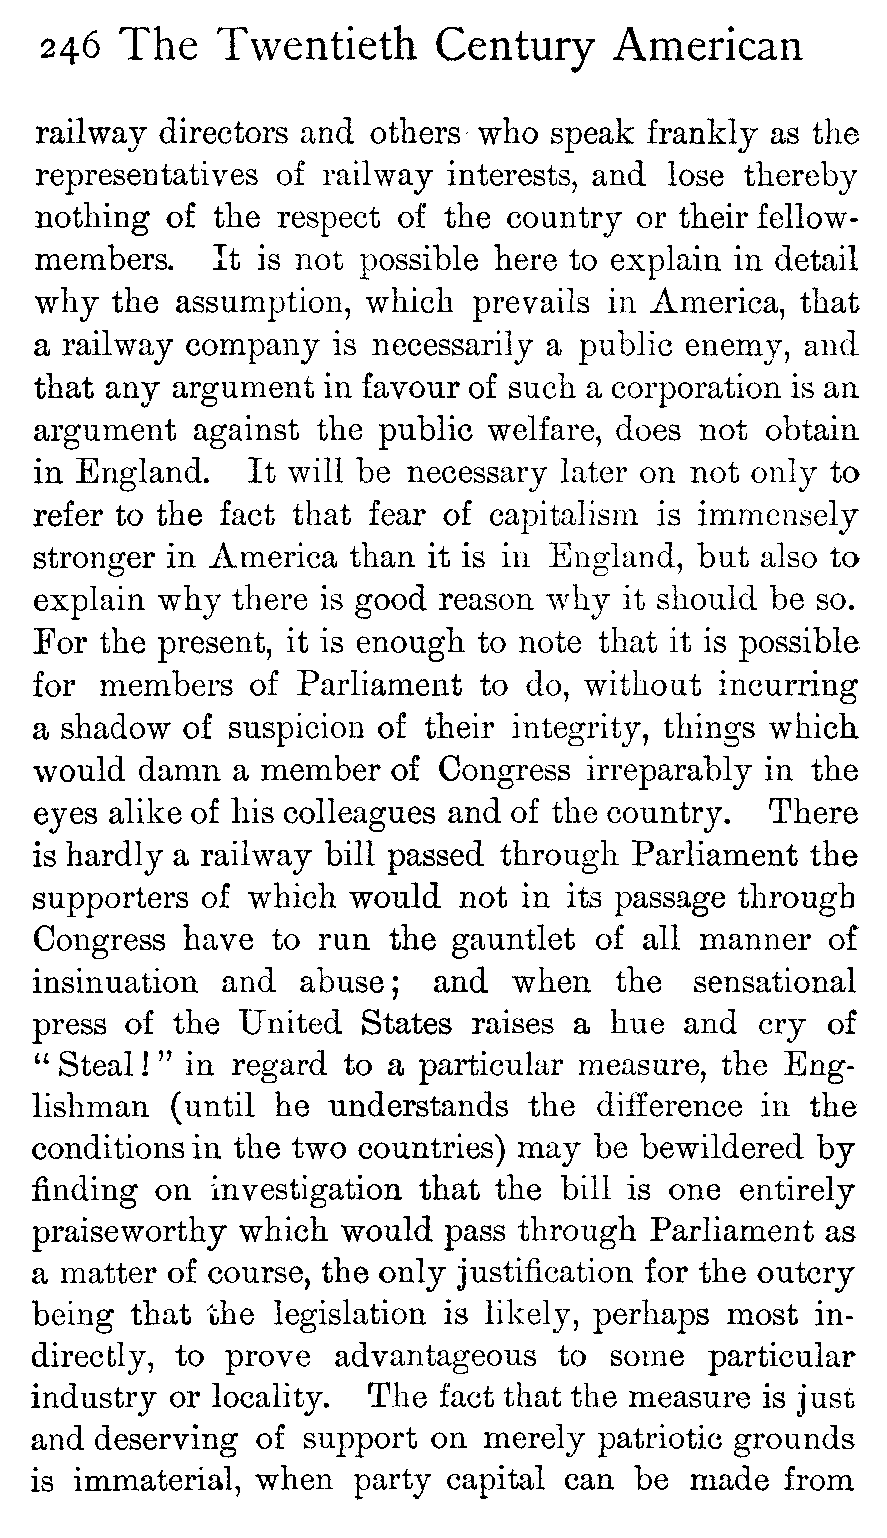 246 The Twentieth Century American
railway directors and others who speak frankly as the
representatives of railway interests, and lose thereby
nothing of the respect of the country or their fellow-
members. It is not possible here to explain in detail
why the assumption, which prevails in America, that
a railway company is necessarily a public enemy, and
that any argument in favour of such a corporation is an
argument against the public welfare, does not obtain
in England. It will be necessary later on not only to
refer to the fact that fear of capitalism is immensely
stronger in America than it is in England, but also to
explain why there is good reason why it should be so.
For the present, it is enough to note that it is possible
for members of Parliament to do, without incurring
a shadow of suspicion of their integrity, things which
would damn a member of Congress irreparably in the
eyes alike of his colleagues and of the country. There
is hardly a railway bill passed through Parliament the
supporters of which would not in its passage through
Congress have to run the gauntlet of all manner of
insinuation and abuse; and when the sensational
press of the United States raises a hue and cry of
“Steal!” in regard to a particular measure, the Eng-
lishman (until he understands the difference in the
conditions in the two countries) may be bewildered by
finding on investigation that the bill is one entirely
praiseworthy which would pass through Parliament as
a matter of course, the only justification for the outcry
being that the legislation is likely, perhaps most in-
directly, to prove advantageous to some particular
industry or locality. The fact that the measure is just
and deserving of support on merely patriotic grounds
is immaterial, when party capital can be made from